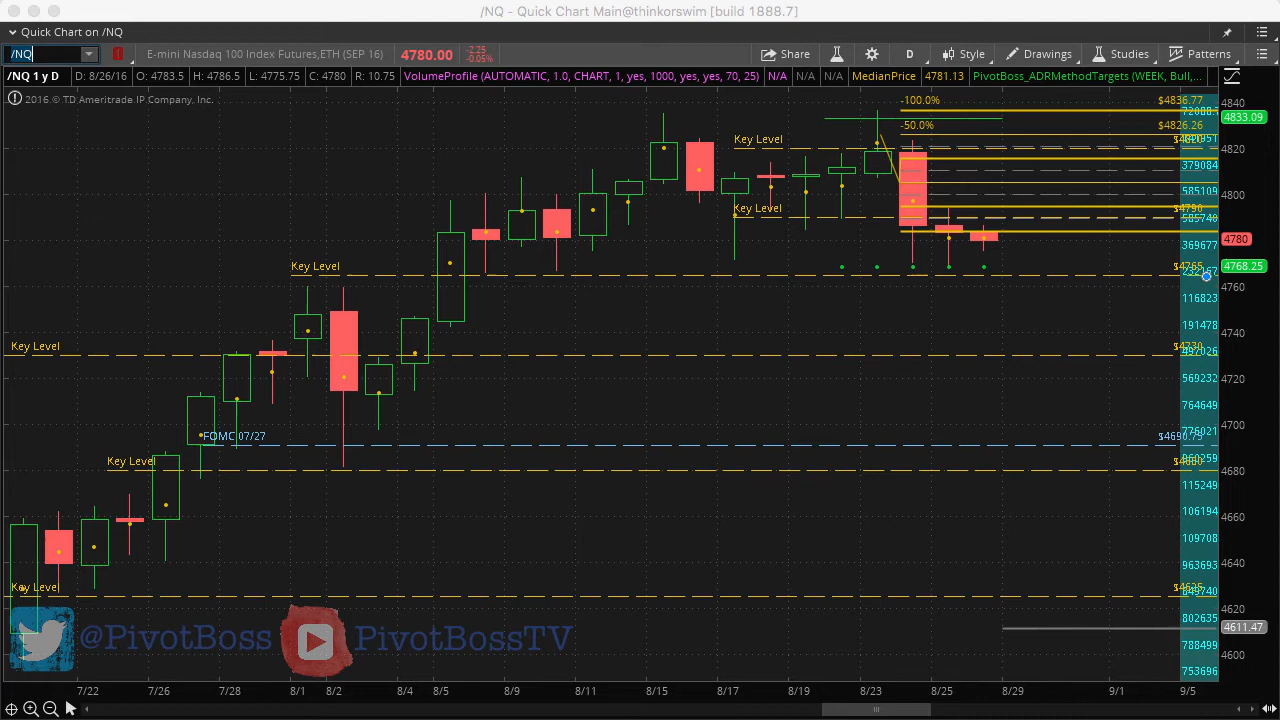 /NQ - Quick Chart Main@thinkorswim [build 1888.7]
Quick Chart on /NQ
/NQ
E-mini Nasdaq 100 Index Futures,ETH (SEP 16)
4780.00
-2.25
-0.05%
Share
D
Style
Drawings
Studies
Patterns
/NQ 1 y D
D: 8/26/16
O: 4783.5
H: 4786.5
L: 4775.75
C: 4780
R: 10.75
VolumeProfile (AUTOMATIC, 1.0, CHART, 1, yes, 1000, yes, yes, 70, 25)
N/A
N/A
N/A
MedianPrice
4781.13
PivotBoss_ADRMethodTargets (WEEK, Bull,...
2016 © TD Ameritrade IP Company, Inc.
-100.0%
$4836.77
4840
4833.09
-50.0%
$4826.26
Key Level
4820
379084
4800
585109
Key Level
$4790
585740
4780
369677
Key Level
$4765
4768.25
4760
116823
4740
191478
Key Level
$4730
492026
4720
569232
764649
4700
776021
FOMC 07/27
$4690.75
Key Level
$4680
4680
115249
4660
106194
109708
4640
963693
Key Level
$4625
849740
4620
802635
4611.47
@PivotBoss
PivotBossTV
788499
4600
753696
7/22
7/26
7/28
8/1
8/2
8/4
8/5
8/9
8/11
8/15
8/17
8/19
8/23
8/25
8/29
9/1
9/5